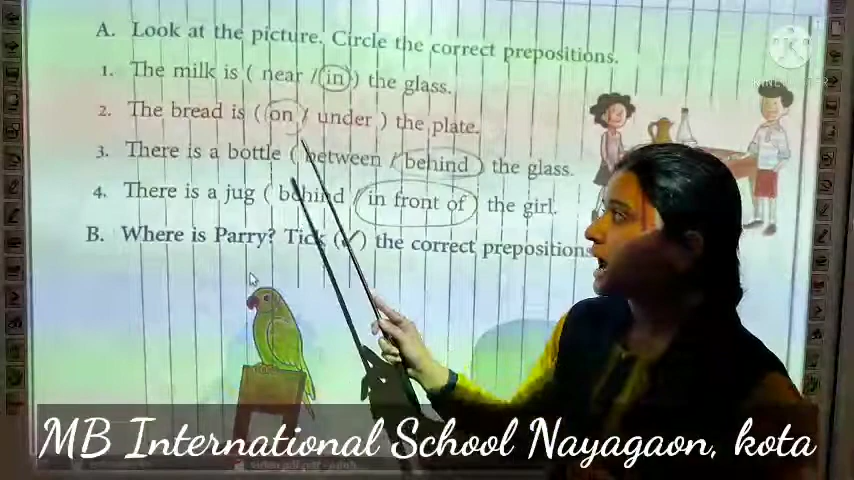 A. Look at the picture. Circle the correct prepositions.
1. The milk is ( near / in ) the glass.
2. The bread is ( on / under ) the plate.
3. There is a bottle ( between / behind ) the glass.
4. There is a jug ( behind / in front of ) the girl.
B. Where is Parry? Tick (✓) the correct prepositions
MB International School Nayagaon, kota